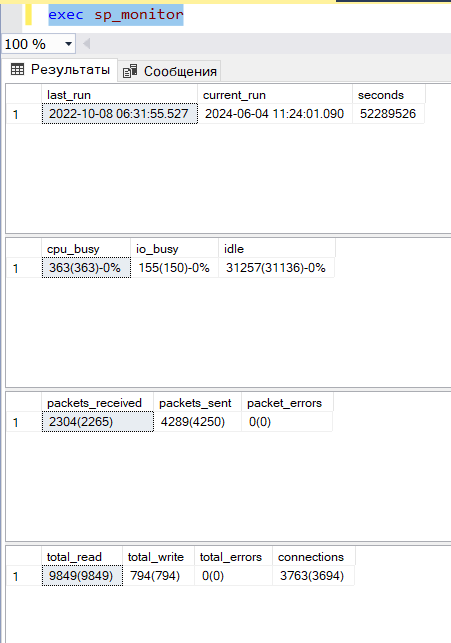 exec sp_monitor
100 %
Результаты Сообщения
last_run current_run seconds
1 2022-10-08 06:31:55.527 2024-06-04 11:24:01.090 52289526
cpu_busy io_busy idle
1 363(363)-0% 155(150)-0% 31257(31136)-0%
packets_received packets_sent packet_errors
1 2304(2265) 4289(4250) 0(0)
total_read total_write total_errors connections
1 9849(9849) 794(794) 0(0) 3763(3694)